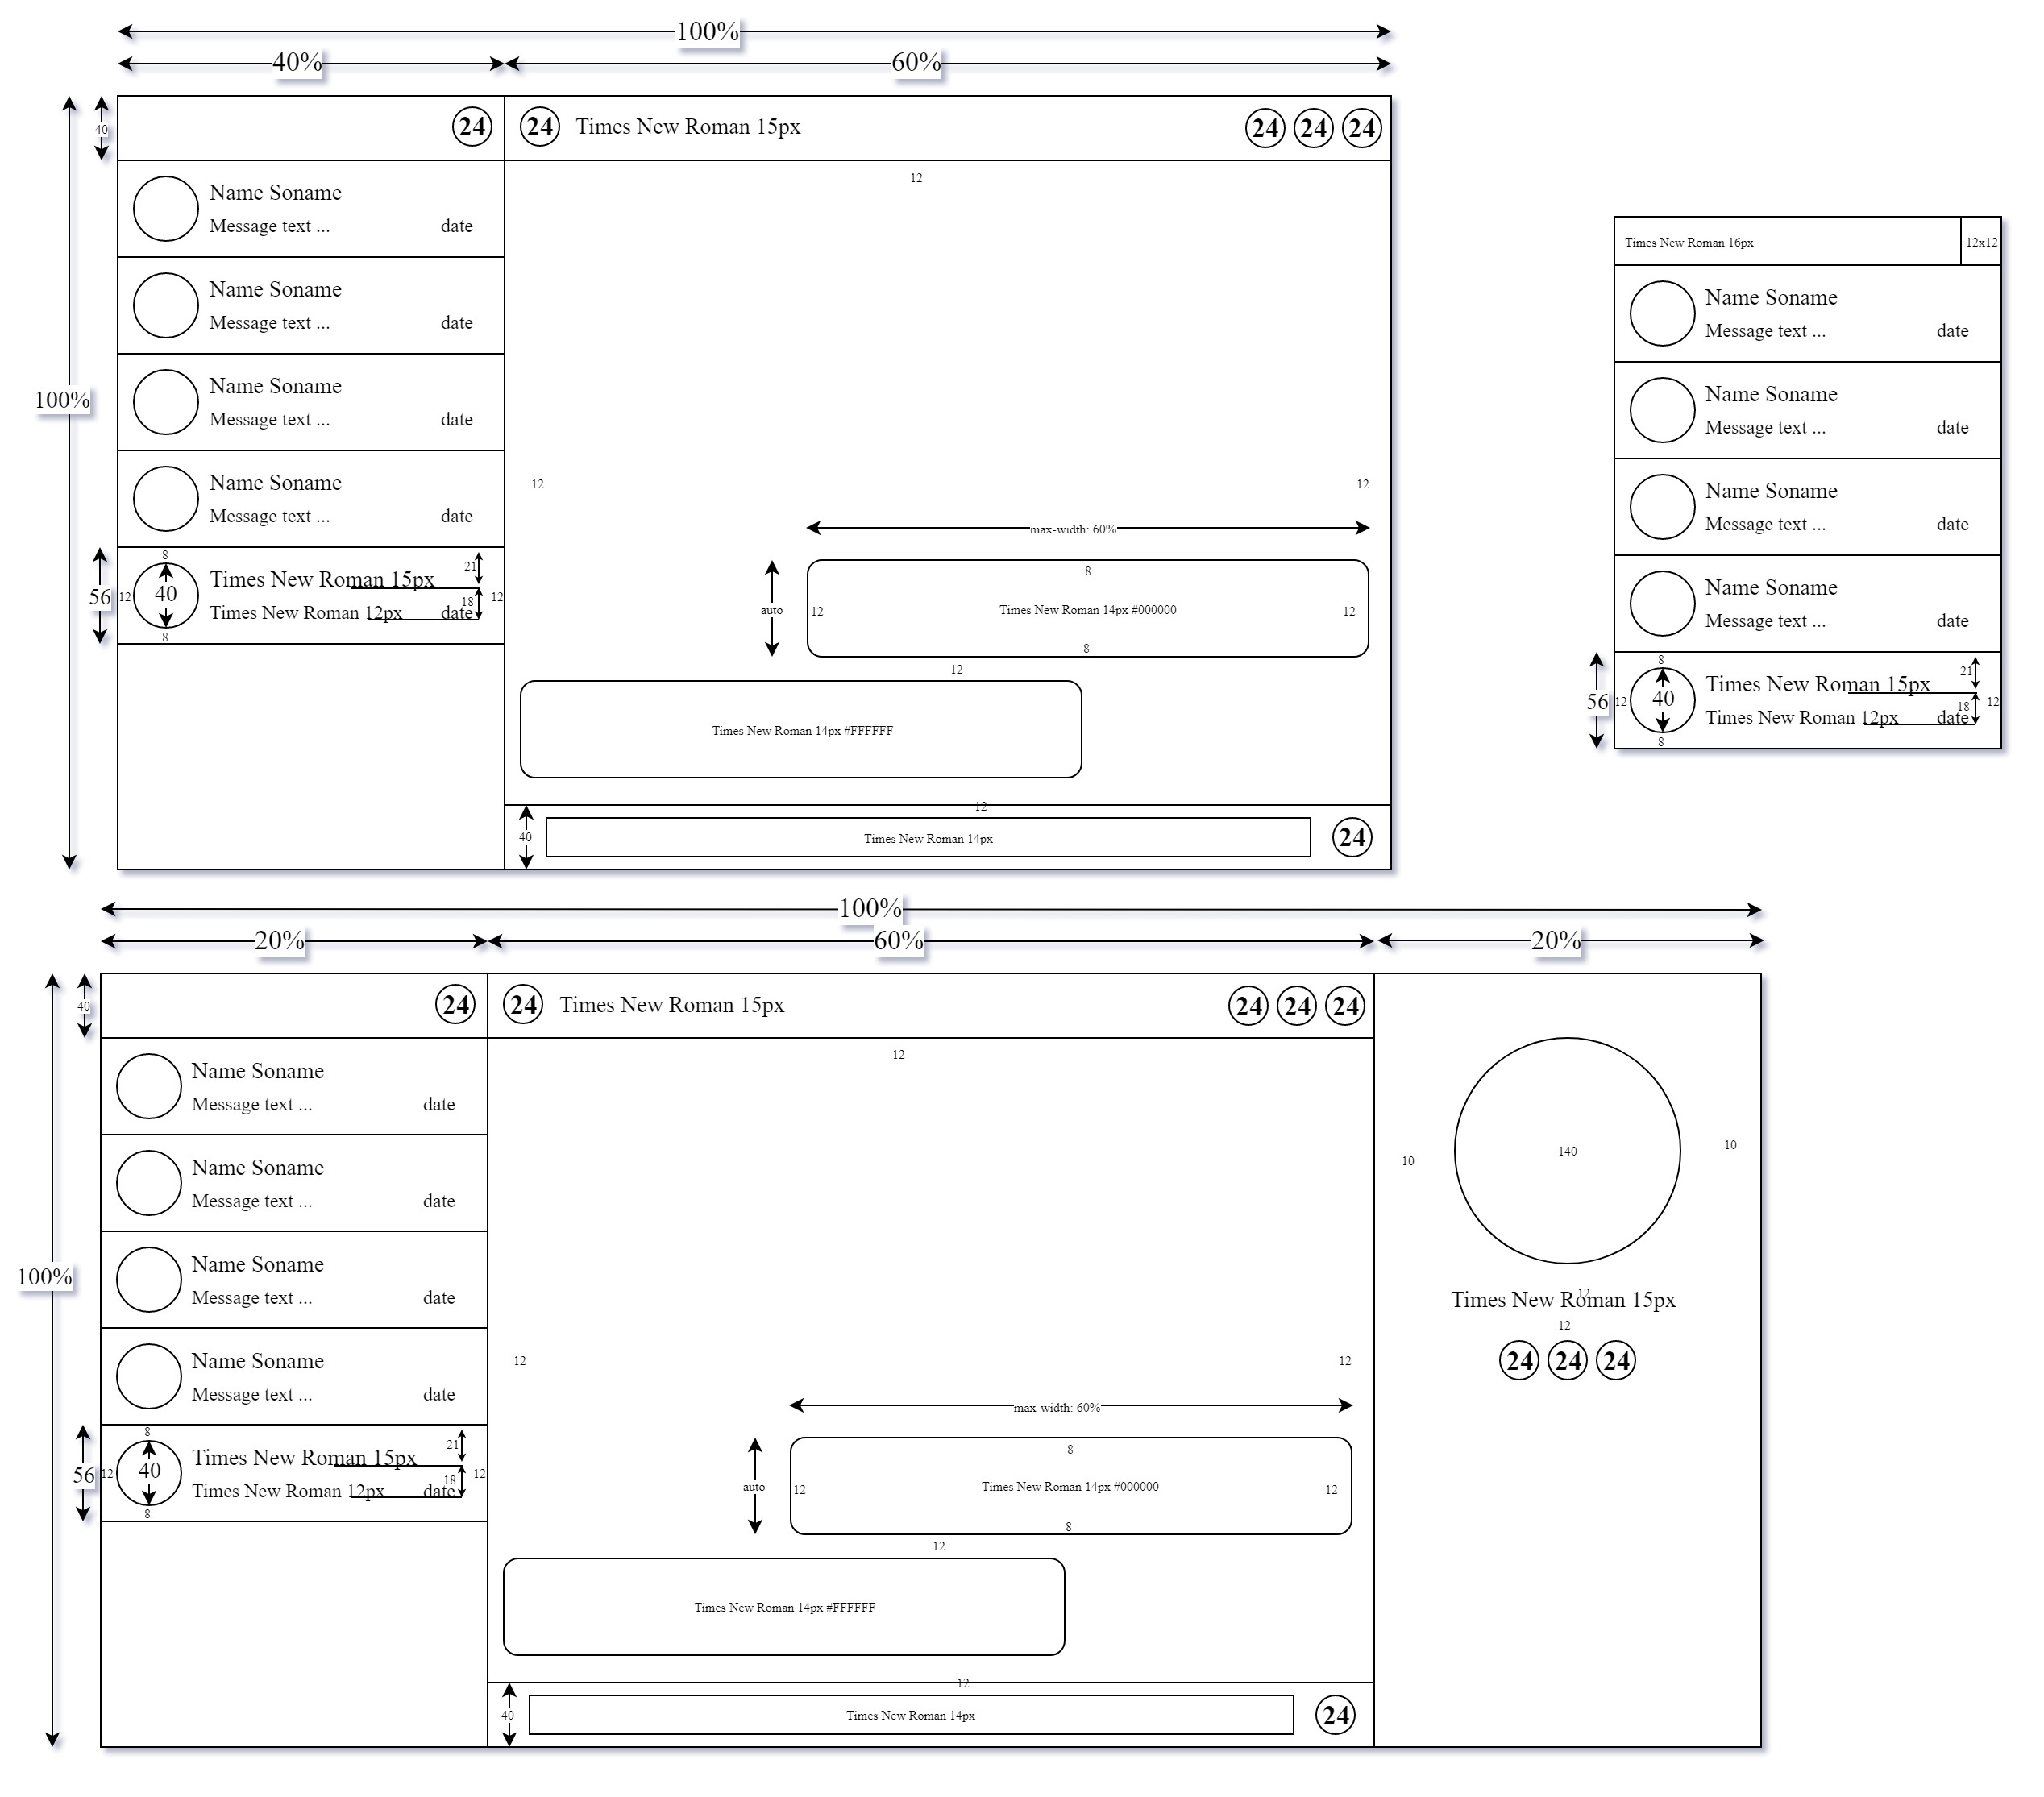 100%
40%
60%
40
24
24
Times New Roman 15px
24
24
24
100%
Name Soname
Message text ...
date
Name Soname
Message text ...
date
Name Soname
Message text ...
date
Name Soname
Message text ...
date
56
8
12
40
8
Times New Roman 15px
21
Times New Roman 12px
date
18
12
12
12
12
max-width: 60%
auto
8
12
Times New Roman 14px #000000
12
8
12
Times New Roman 14px #FFFFFF
12
40
Times New Roman 14px
24
Times New Roman 16px
12x12
Name Soname
Message text ...
date
Name Soname
Message text ...
date
Name Soname
Message text ...
date
Name Soname
Message text ...
date
56
8
12
40
8
Times New Roman 15px
21
Times New Roman 12px
date
18
12
100%
20%
60%
20%
40
24
24
Times New Roman 15px
24
24
24
100%
Name Soname
Message text ...
date
Name Soname
Message text ...
date
Name Soname
Message text ...
date
Name Soname
Message text ...
date
56
8
12
40
8
Times New Roman 15px
21
Times New Roman 12px
date
18
12
12
12
12
max-width: 60%
auto
8
12
Times New Roman 14px #000000
12
8
12
Times New Roman 14px #FFFFFF
12
40
Times New Roman 14px
24
10
140
10
12
Times New Roman 15px
12
24
24
24